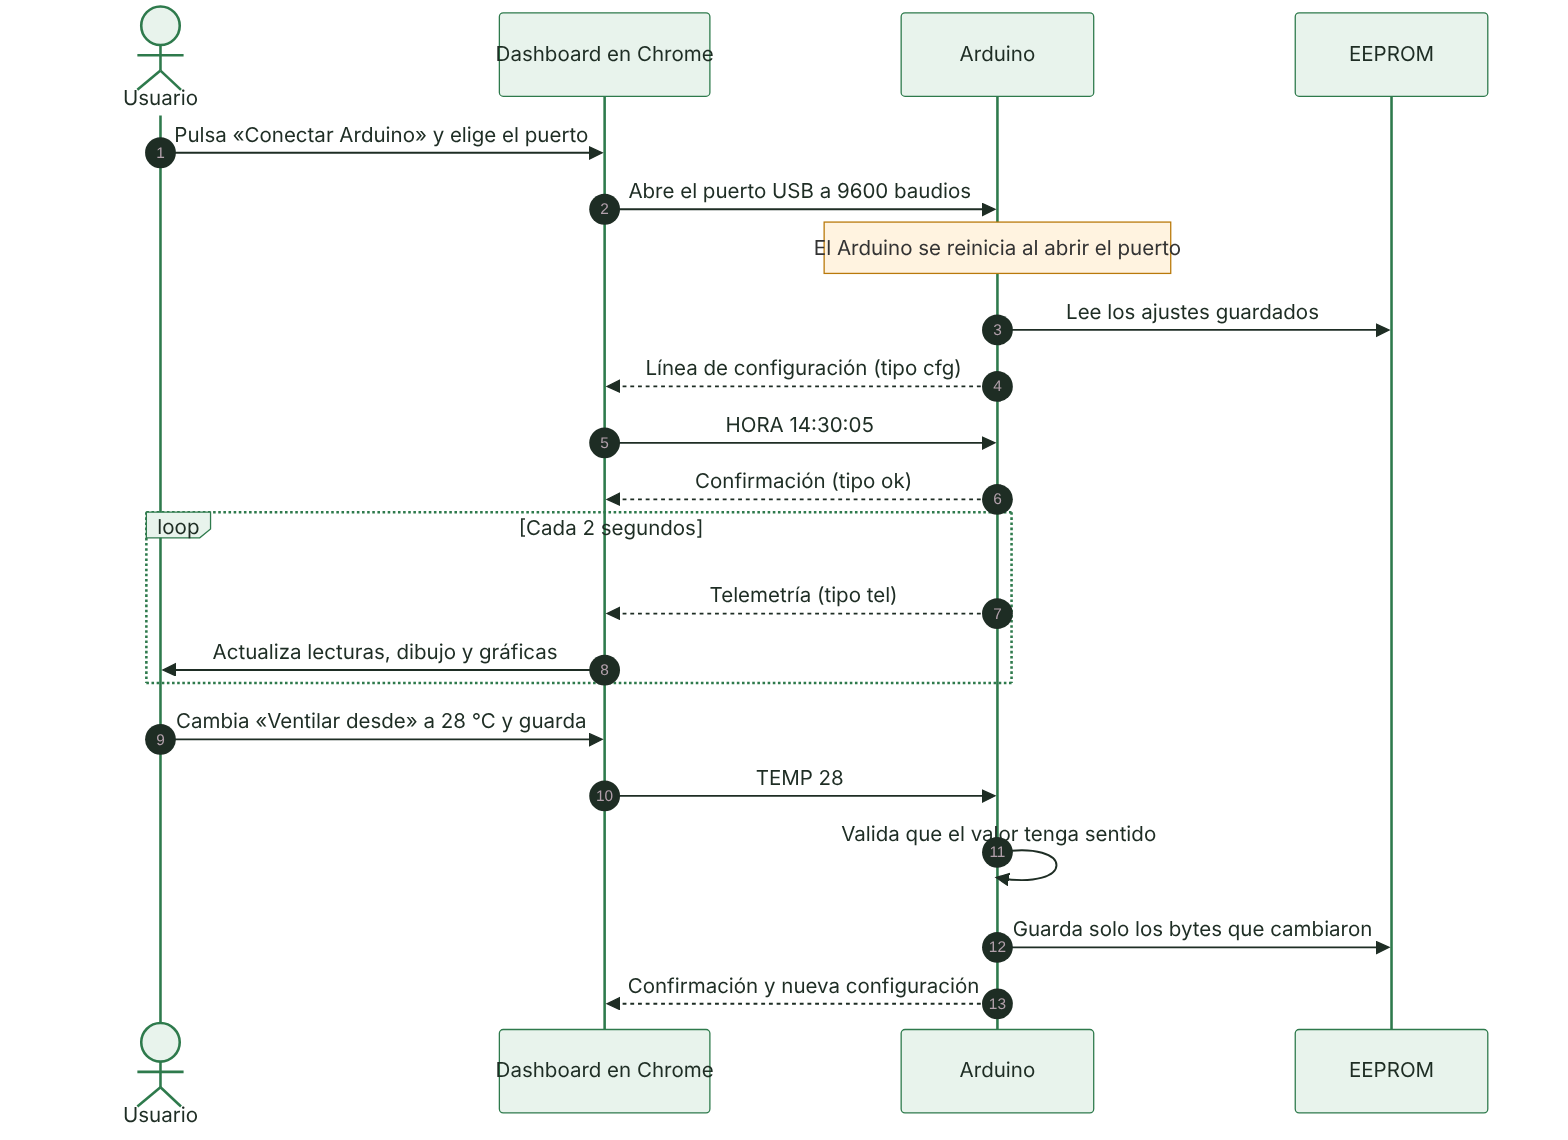 Usuario
Dashboard en Chrome
Arduino
EEPROM
Pulsa «Conectar Arduino» y elige el puerto
1
Abre el puerto USB a 9600 baudios
2
El Arduino se reinicia al abrir el puerto
Lee los ajustes guardados
3
Línea de configuración (tipo cfg)
4
HORA 14:30:05
5
Confirmación (tipo ok)
6
loop
[Cada 2 segundos]
Telemetría (tipo tel)
7
Actualiza lecturas, dibujo y gráficas
8
Cambia «Ventilar desde» a 28 °C y guarda
9
TEMP 28
10
Valida que el valor tenga sentido
11
Guarda solo los bytes que cambiaron
12
Confirmación y nueva configuración
13
Usuario
Dashboard en Chrome
Arduino
EEPROM